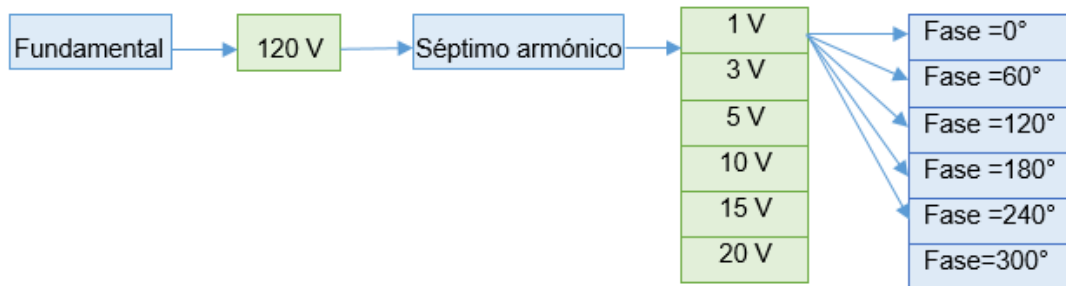 Fundamental
120 V
Séptimo armónico
1 V
3 V
5 V
10 V
15 V
20 V
Fase =0°
Fase =60°
Fase =120°
Fase =180°
Fase =240°
Fase=300°